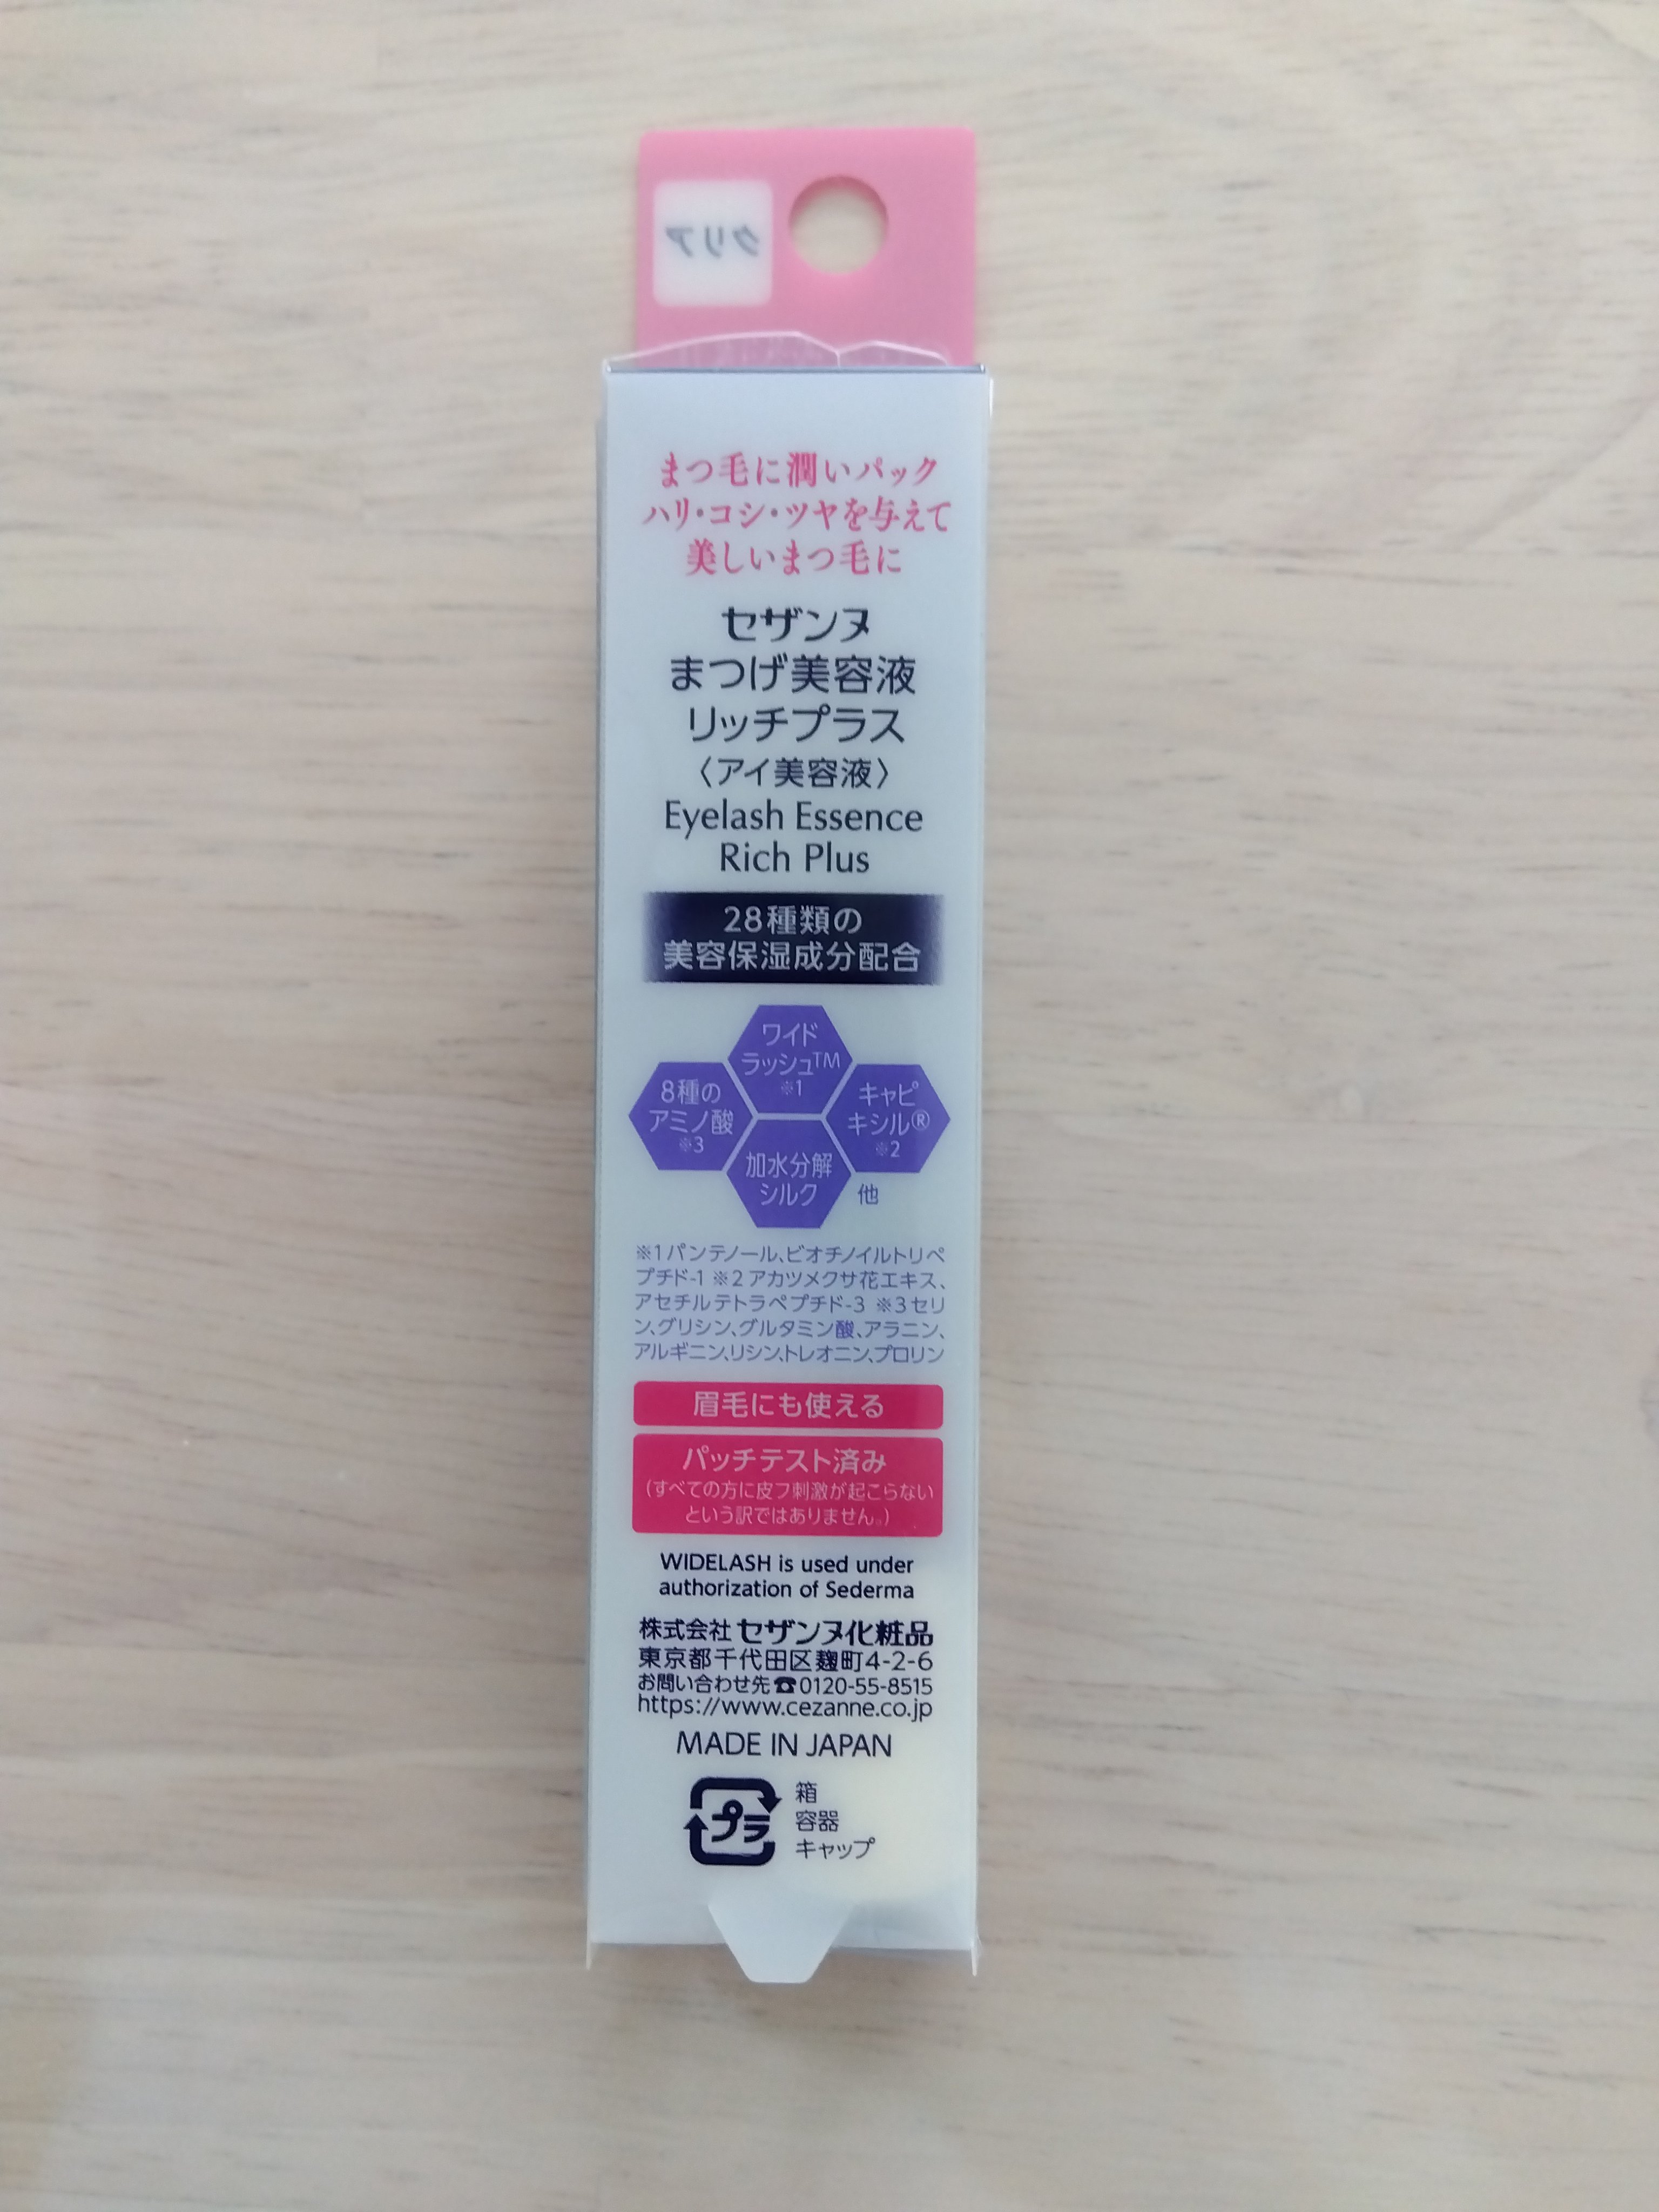 クリア
まつ毛に潤いパック
ハリ・コシ・ツヤを与えて
美しいまつ毛に
セザンヌ
まつげ美容液
リッチプラス
〈アイ美容液〉
Eyelash Essence
Rich Plus
28種類の
美容保湿成分配合
ワイド
ラッシュ™
※1
8種の
アミノ酸
※3
キャピ
キシル®
※2
加水分解
シルク
他
※1パンテノール、ビオチノイルトリペ
プチド-1 ※2アカツメクサ花エキス、
アセチルテトラペプチド-3 ※3セリ
ン、グリシン、グルタミン酸、アラニン、
アルギニン、リシン、トレオニン、プロリン
眉毛にも使える
パッチテスト済み
(すべての方に皮フ刺激が起こらない
という訳ではありません。)
WIDELASH is used under
authorization of Sederma
株式会社セザンヌ化粧品
東京都千代田区麹町4-2-6
お問い合わせ先☎0120-55-8515
https://www.cezanne.co.jp
MADE IN JAPAN
プラ
箱
容器
キャップ